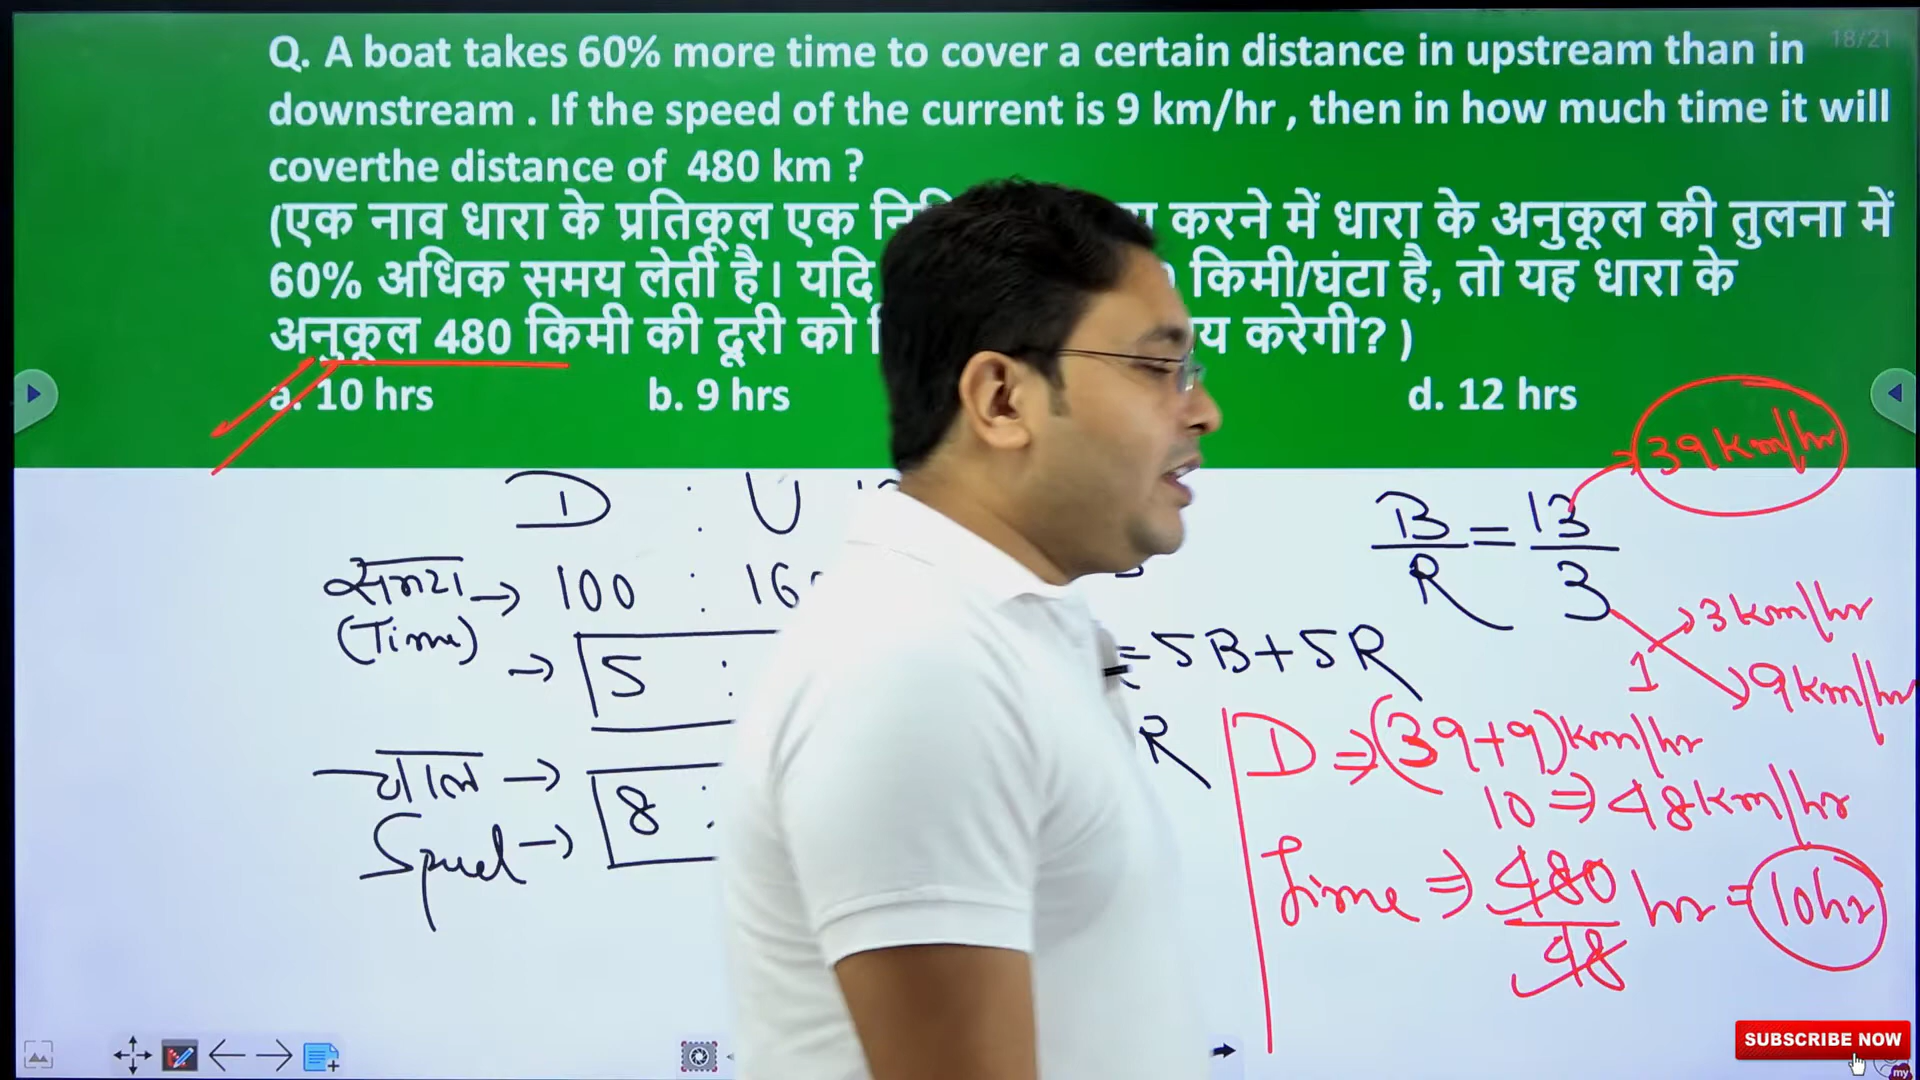 18/21
Q. A boat takes 60% more time to cover a certain distance in upstream than in
downstream . If the speed of the current is 9 km/hr , then in how much time it will
coverthe distance of 480 km ?
(एक नाव धारा के प्रतिकूल एक करने में धारा के अनुकूल की तुलना में
60% अधिक समय लेती है। यदि किमी/घंटा है, तो यह धारा के
अनुकूल 480 किमी की दूरी को करेगी? )
a. 10 hrs b. 9 hrs d. 12 hrs
39 km/hr
D : U
B/R = 13/3
समय → 100 :
(Time)
→ 5 :
= 5B + 5R
3 km/hr
1
9 km/hr
चाल → 8 :
Speed →
R
D ⇒ (39+9) km/hr
10 ⇒ 48 km/hr
Time ⇒ 480/48 hr = 10hr
SUBSCRIBE NOW
my